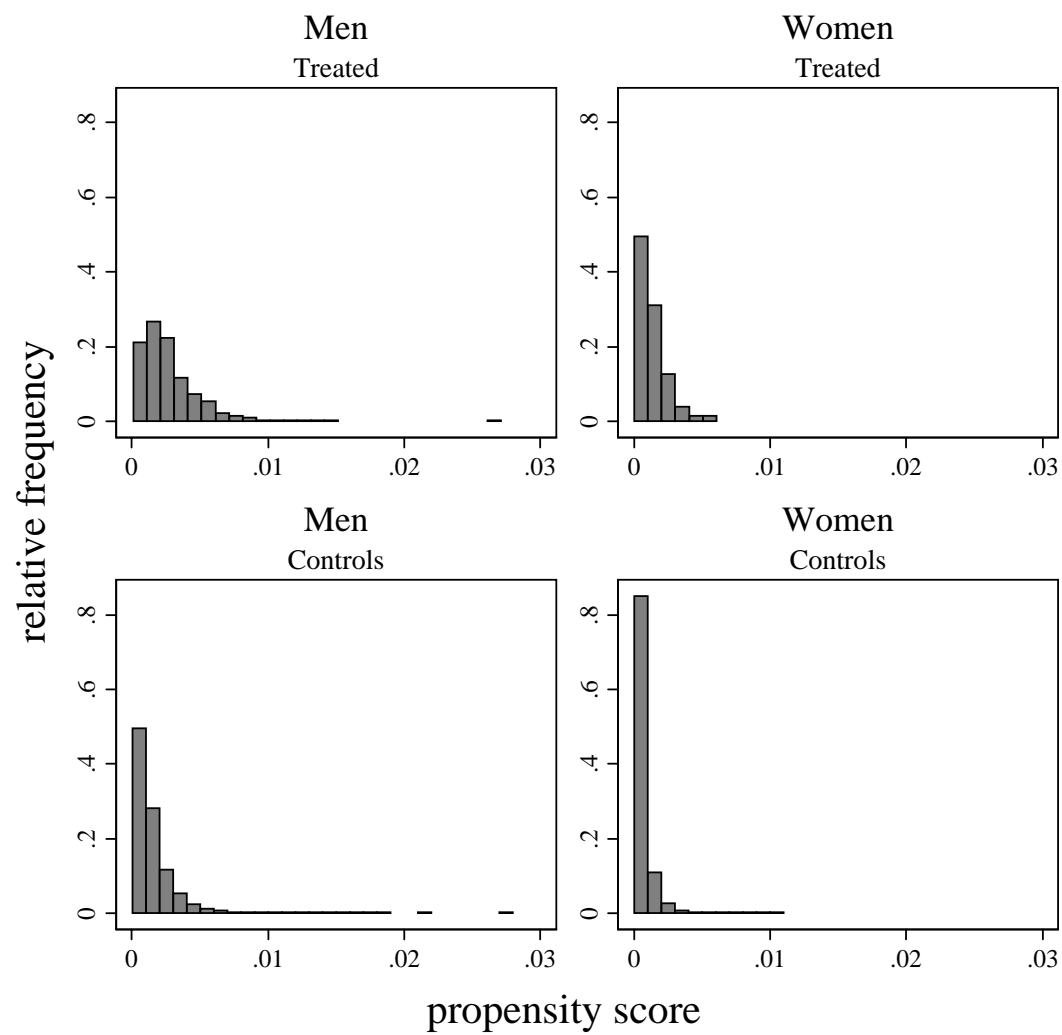 Men
Treated
.8
.6
.4
.2
0
0 .01 .02 .03
Women
Treated
.8
.6
.4
.2
0
0 .01 .02 .03
Men
Controls
.8
.6
.4
.2
0
0 .01 .02 .03
Women
Controls
.8
.6
.4
.2
0
0 .01 .02 .03
relative frequency
propensity score